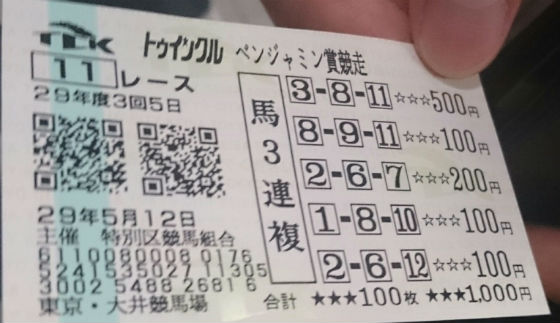 TCK トゥインクル ペンジャミン賞競走
11 レース
29年度3回5日
29年5月12日
主催 特別区競馬組合
6110080008 0176
5241535027 11305
3002 5488 26816
東京・大井競馬場
馬3連複
3-8-11 ☆☆☆500円
8-9-11 ☆☆☆100円
2-6-7 ☆☆☆200円
1-8-10 ☆☆☆100円
2-6-12 ☆☆☆100円
合計 ★★★100枚 ★★★1,000円